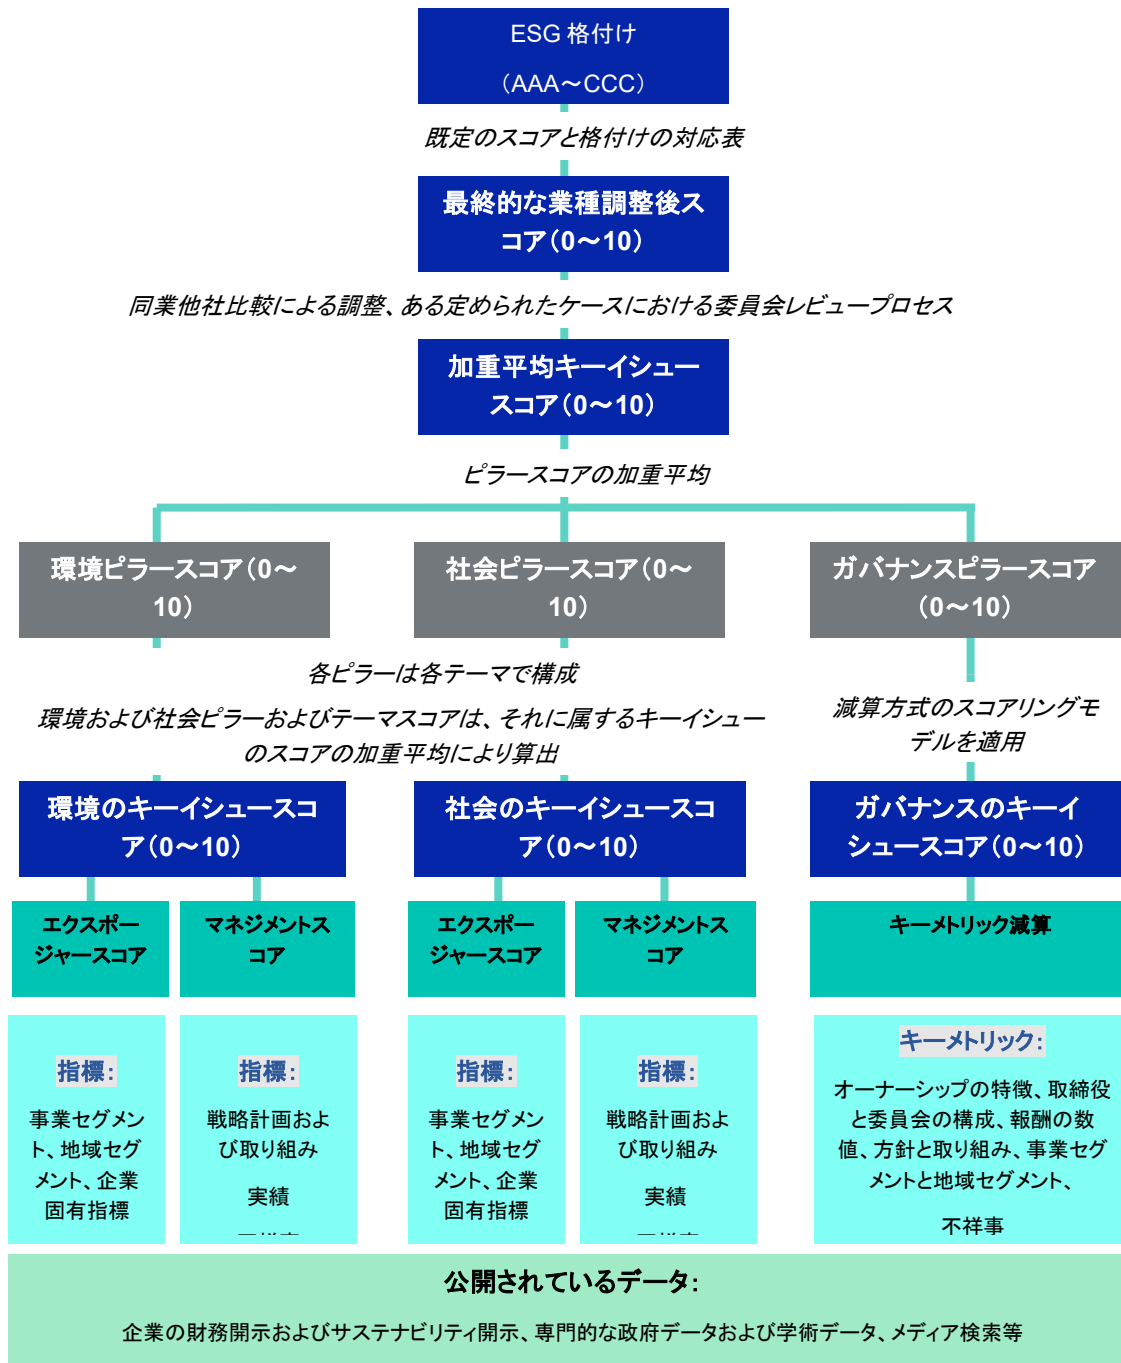 ESG 格付け
（AAA～CCC）
既定のスコアと格付けの対応表
最終的な業種調整後ス
コア（0～10）
同業他社比較による調整、ある定められたケースにおける委員会レビュープロセス
加重平均キーイシュー
スコア（0～10）
ピラースコアの加重平均
環境ピラースコア（0～
10）
社会ピラースコア（0～
10）
ガバナンスピラースコア
（0～10）
各ピラーは各テーマで構成
環境および社会ピラーおよびテーマスコアは、それに属するキーイシュー
のスコアの加重平均により算出
減算方式のスコアリングモ
デルを適用
環境のキーイシュースコ
ア（0～10）
社会のキーイシュースコ
ア（0～10）
ガバナンスのキーイ
シュースコア（0～10）
エクスポー
ジャースコア
マネジメントス
コア
エクスポー
ジャースコア
マネジメントス
コア
キーメトリック減算
指標：
事業セグメン
ト、地域セグ
メント、企業
固有指標
指標：
戦略計画およ
び取り組み
実績
指標：
事業セグメン
ト、地域セグ
メント、企業
固有指標
指標：
戦略計画およ
び取り組み
実績
キーメトリック：
オーナーシップの特徴、取締役
と委員会の構成、報酬の数
値、方針と取り組み、事業セグ
メントと地域セグメント、
不祥事
公開されているデータ：
企業の財務開示およびサステナビリティ開示、専門的な政府データおよび学術データ、メディア検索等